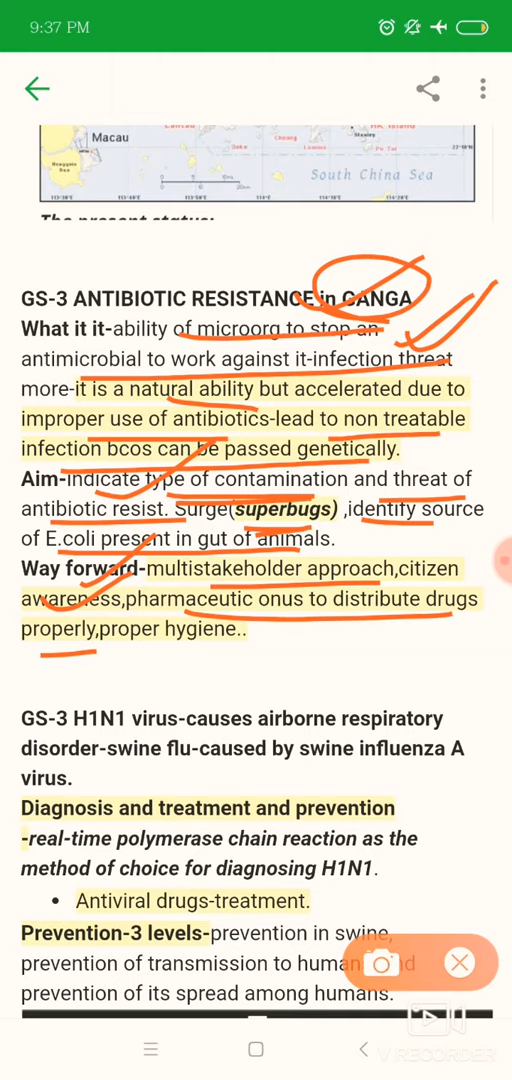 9:37 PM
Macau
South China Sea
The present status:
GS-3 ANTIBIOTIC RESISTANCE in GANGA
What it it-ability of microorg to stop an
antimicrobial to work against it-infection threat
more-it is a natural ability but accelerated due to
improper use of antibiotics-lead to non treatable
infection bcos can be passed genetically.
Aim-indicate type of contamination and threat of
antibiotic resist. Surge(superbugs) ,identify source
of E.coli present in gut of animals.
Way forward-multistakeholder approach,citizen
awareness,pharmaceutic onus to distribute drugs
properly,proper hygiene..
GS-3 H1N1 virus-causes airborne respiratory
disorder-swine flu-caused by swine influenza A
virus.
Diagnosis and treatment and prevention
-real-time polymerase chain reaction as the
method of choice for diagnosing H1N1.
• Antiviral drugs-treatment.
Prevention-3 levels-prevention in swine,
prevention of transmission to humans and
prevention of its spread among humans.
V RECORDER